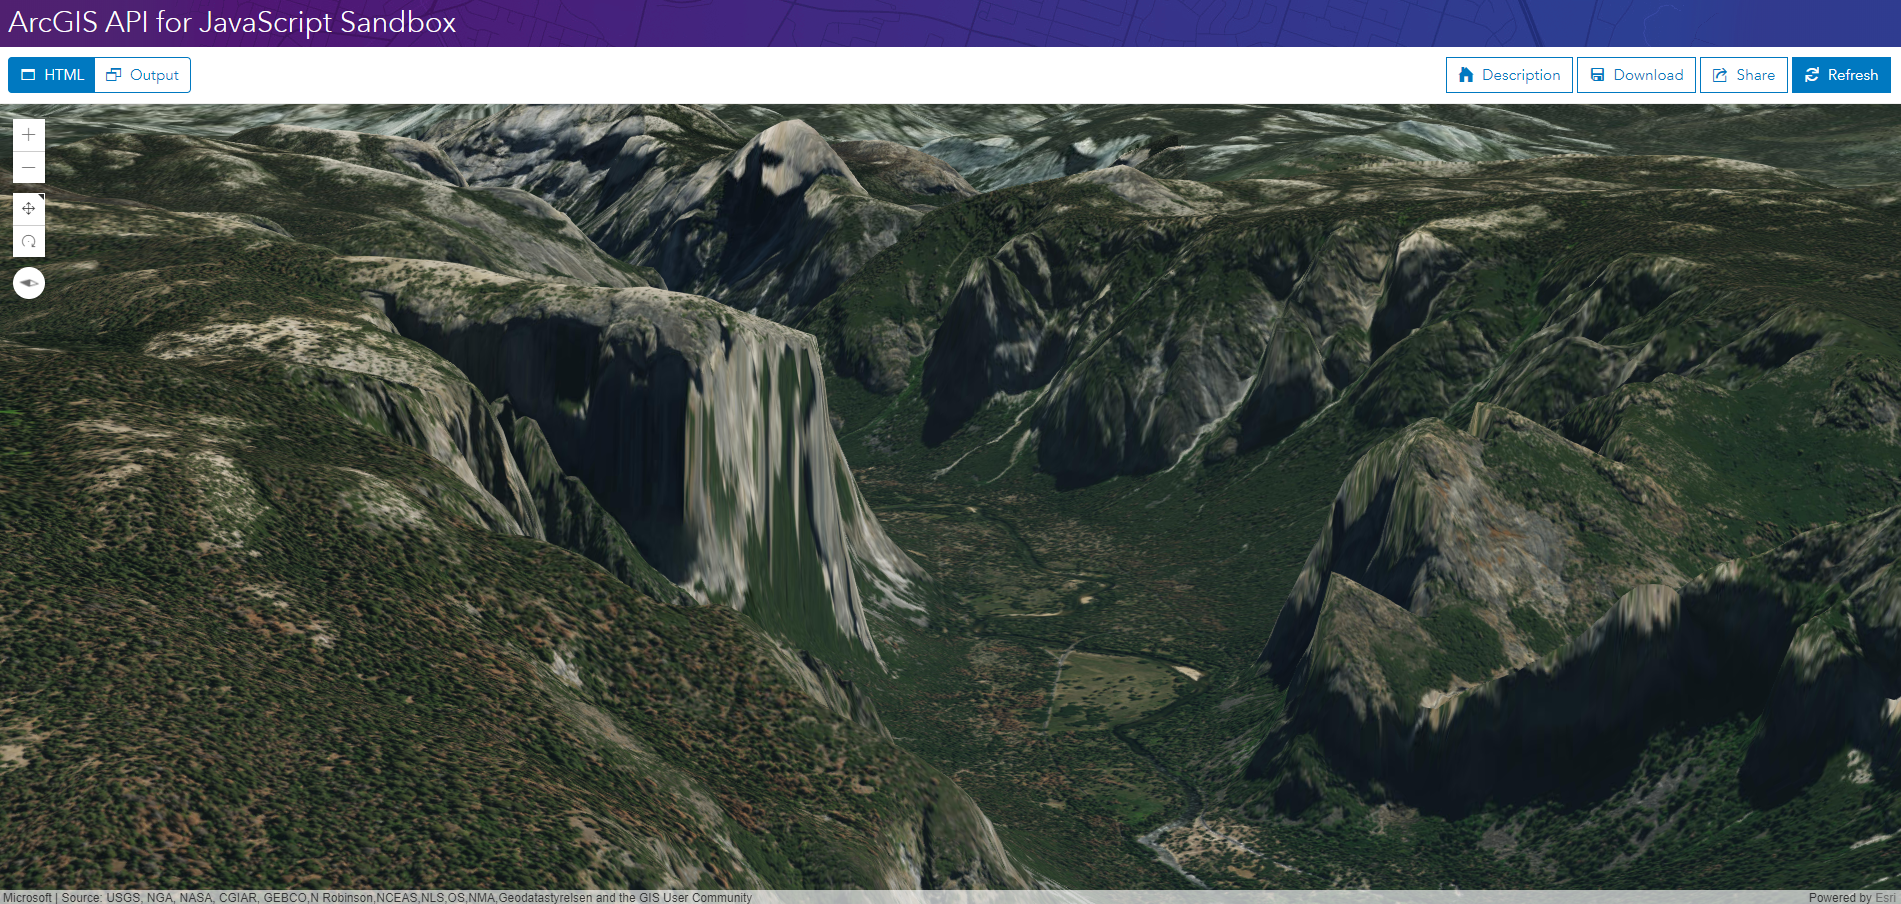 ArcGIS API for JavaScript Sandbox
HTML
Output
Description
Download
Share
Refresh
Microsoft | Source: USGS, NGA, NASA, CGIAR, GEBCO,N Robinson,NCEAS,NLS,OS,NMA,Geodatastyrelsen and the GIS User Community
Powered by Esri